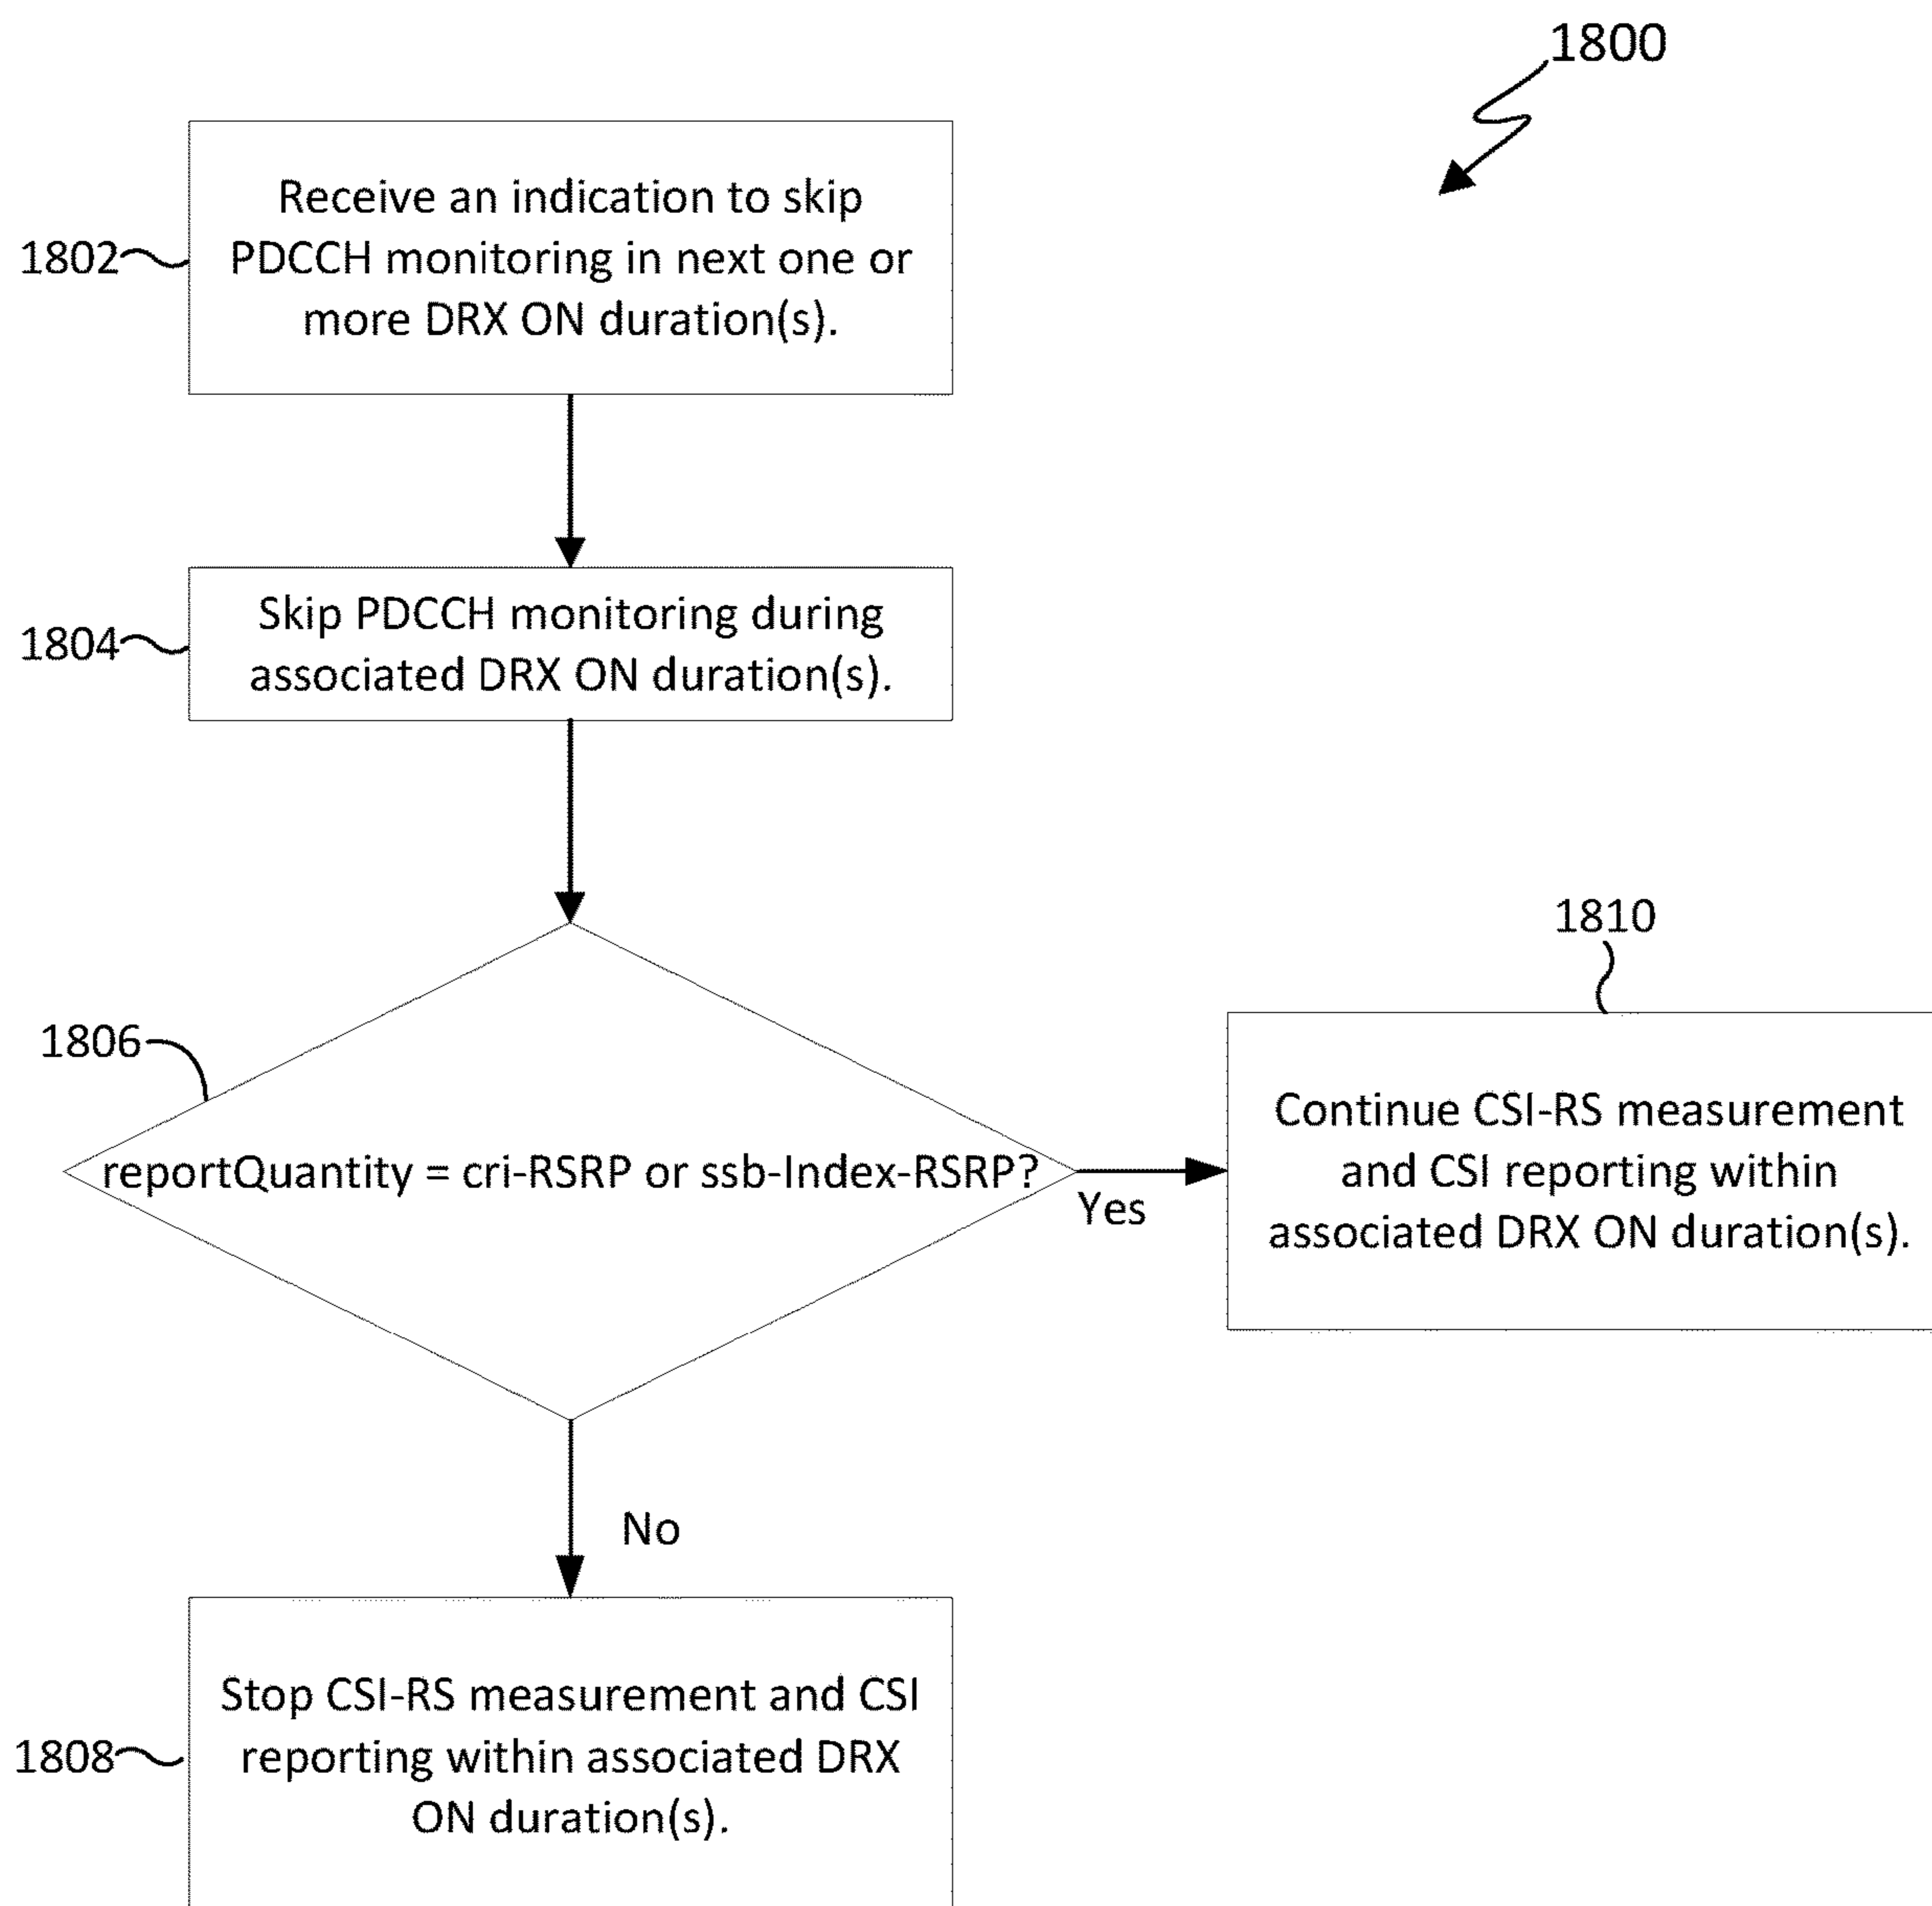 1800
Receive an indication to skip
1802
PDCCH monitoring in next one or
more DRX ON duration(s).
Skip PDCCH monitoring during
1804
associated DRX ON duration(s).
1806
reportQuantity = cri-RSRP or ssb-Index-RSRP?
Yes
1810
Continue CSI-RS measurement
and CSI reporting within
associated DRX ON duration(s).
No
Stop CSI-RS measurement and CSI
1808
reporting within associated DRX
ON duration(s).